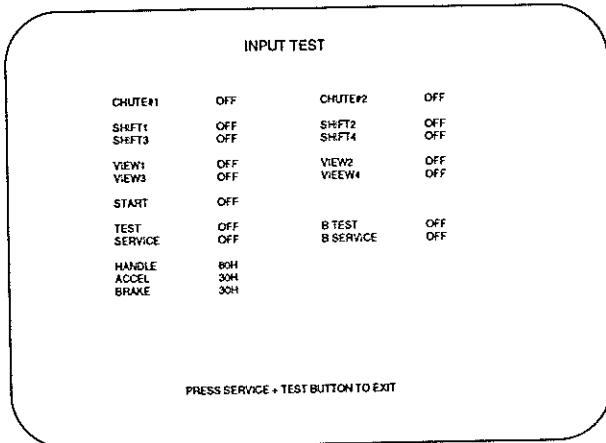 INPUT TEST
CHUTE#1 OFF CHUTE#2 OFF
SHIFT1 OFF SHIFT2 OFF
SHIFT3 OFF SHIFT4 OFF
VIEW1 OFF VIEW2 OFF
VIEW3 OFF VIEEW4 OFF
START OFF
TEST OFF B TEST OFF
SERVICE OFF B SERVICE OFF
HANDLE 80H
ACCEL 30H
BRAKE 30H
PRESS SERVICE + TEST BUTTON TO EXIT